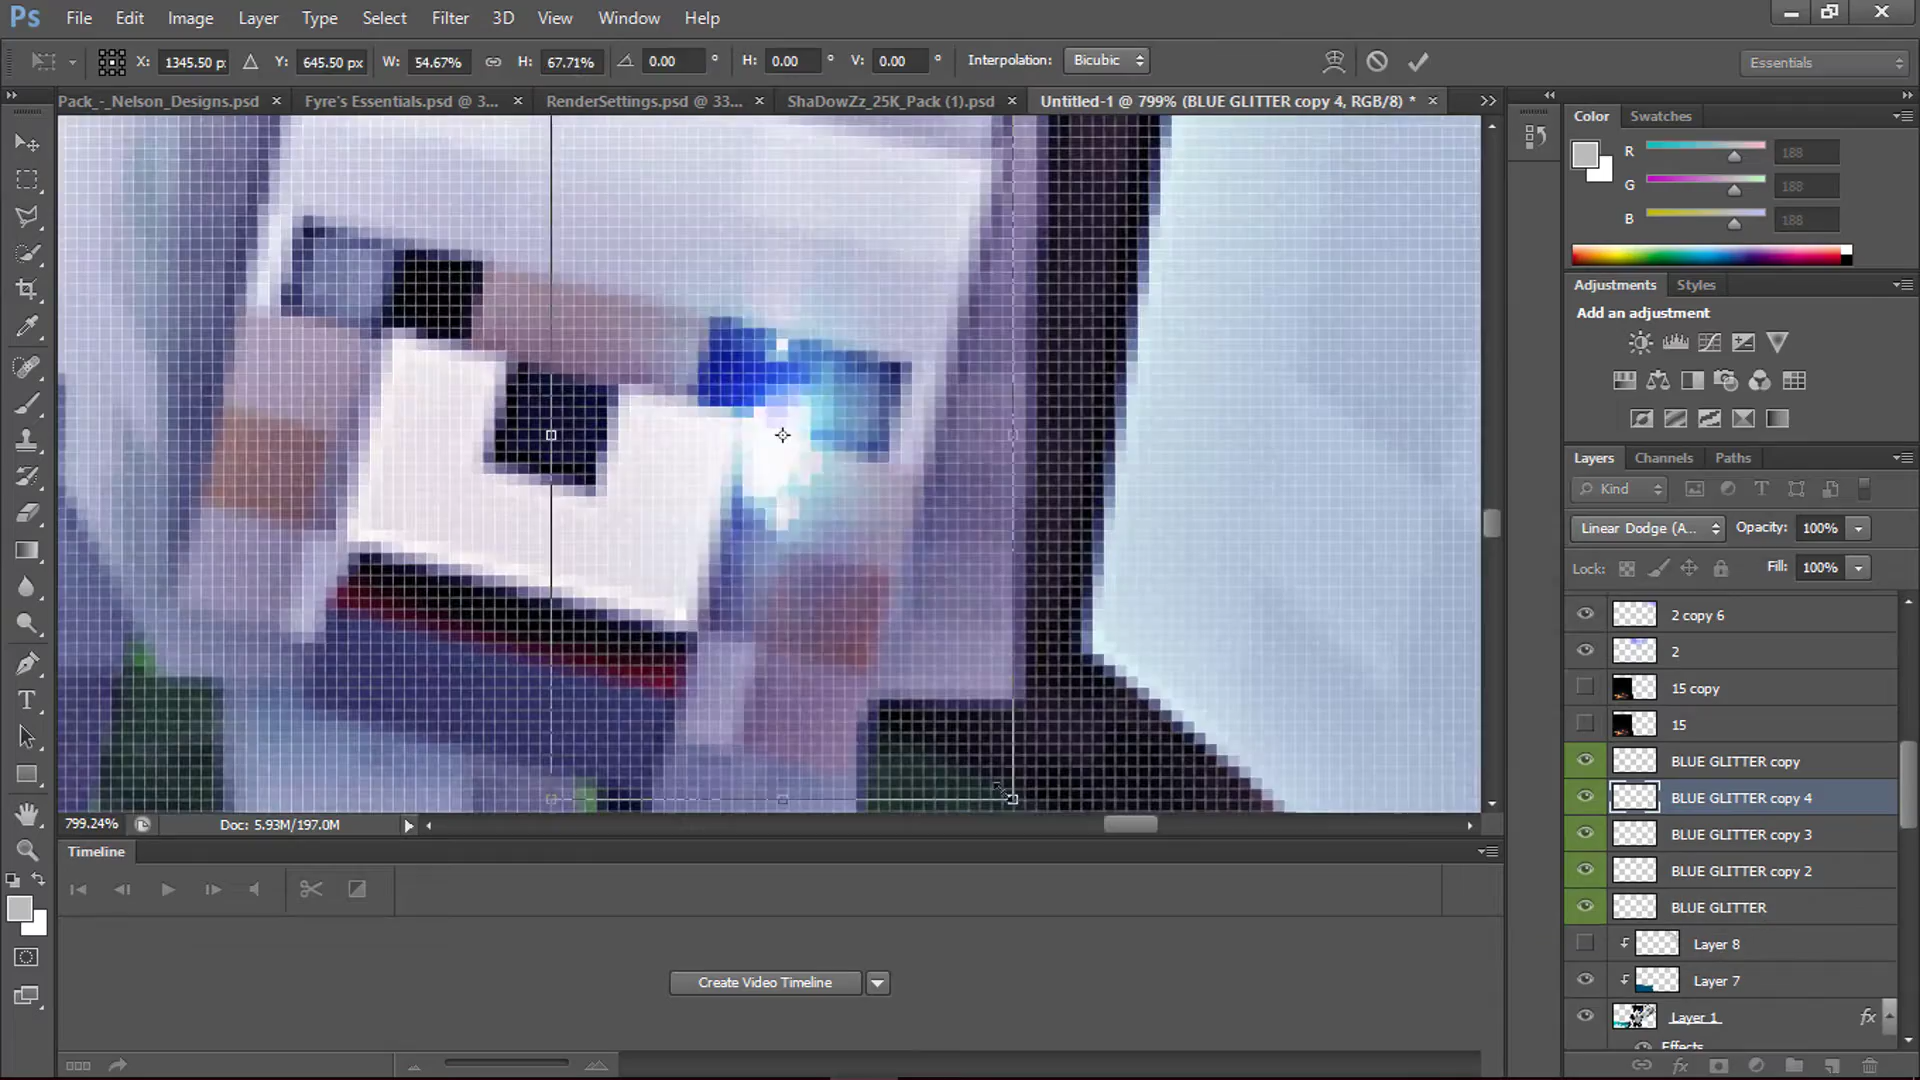 Ps File Edit Image Layer Type Select Filter 3D View Window Help
X: 1345.50 p Y: 645.50 px W: 54.67% H: 67.71% 0.00 ° H: 0.00 ° V: 0.00 ° Interpolation: Bicubic Essentials
Pack_-_Nelson_Designs.psd × Fyre's Essentials.psd @ 3... × RenderSettings.psd @ 33... × ShaDowZz_25K_Pack (1).psd × Untitled-1 @ 799% (BLUE GLITTER copy 4, RGB/8) * ×
Color Swatches
R 188
G 188
B 188
Adjustments Styles
Add an adjustment
Layers Channels Paths
Kind
Linear Dodge (A... Opacity: 100%
Lock: Fill: 100%
2 copy 6
2
15 copy
15
BLUE GLITTER copy
BLUE GLITTER copy 4
BLUE GLITTER copy 3
BLUE GLITTER copy 2
BLUE GLITTER
Layer 8
Layer 7
Layer 1 fx
Effects
799.24% Doc: 5.93M/197.0M
Timeline
Create Video Timeline